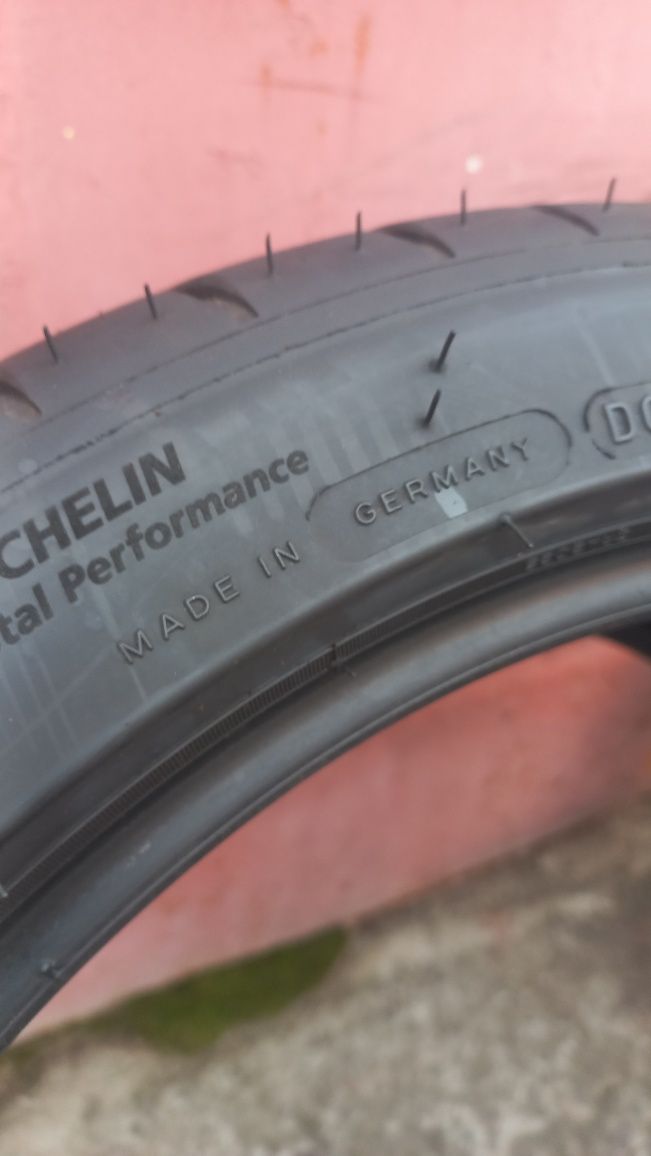 CHELIN
tal Performance
MADE IN GERMANY
DO